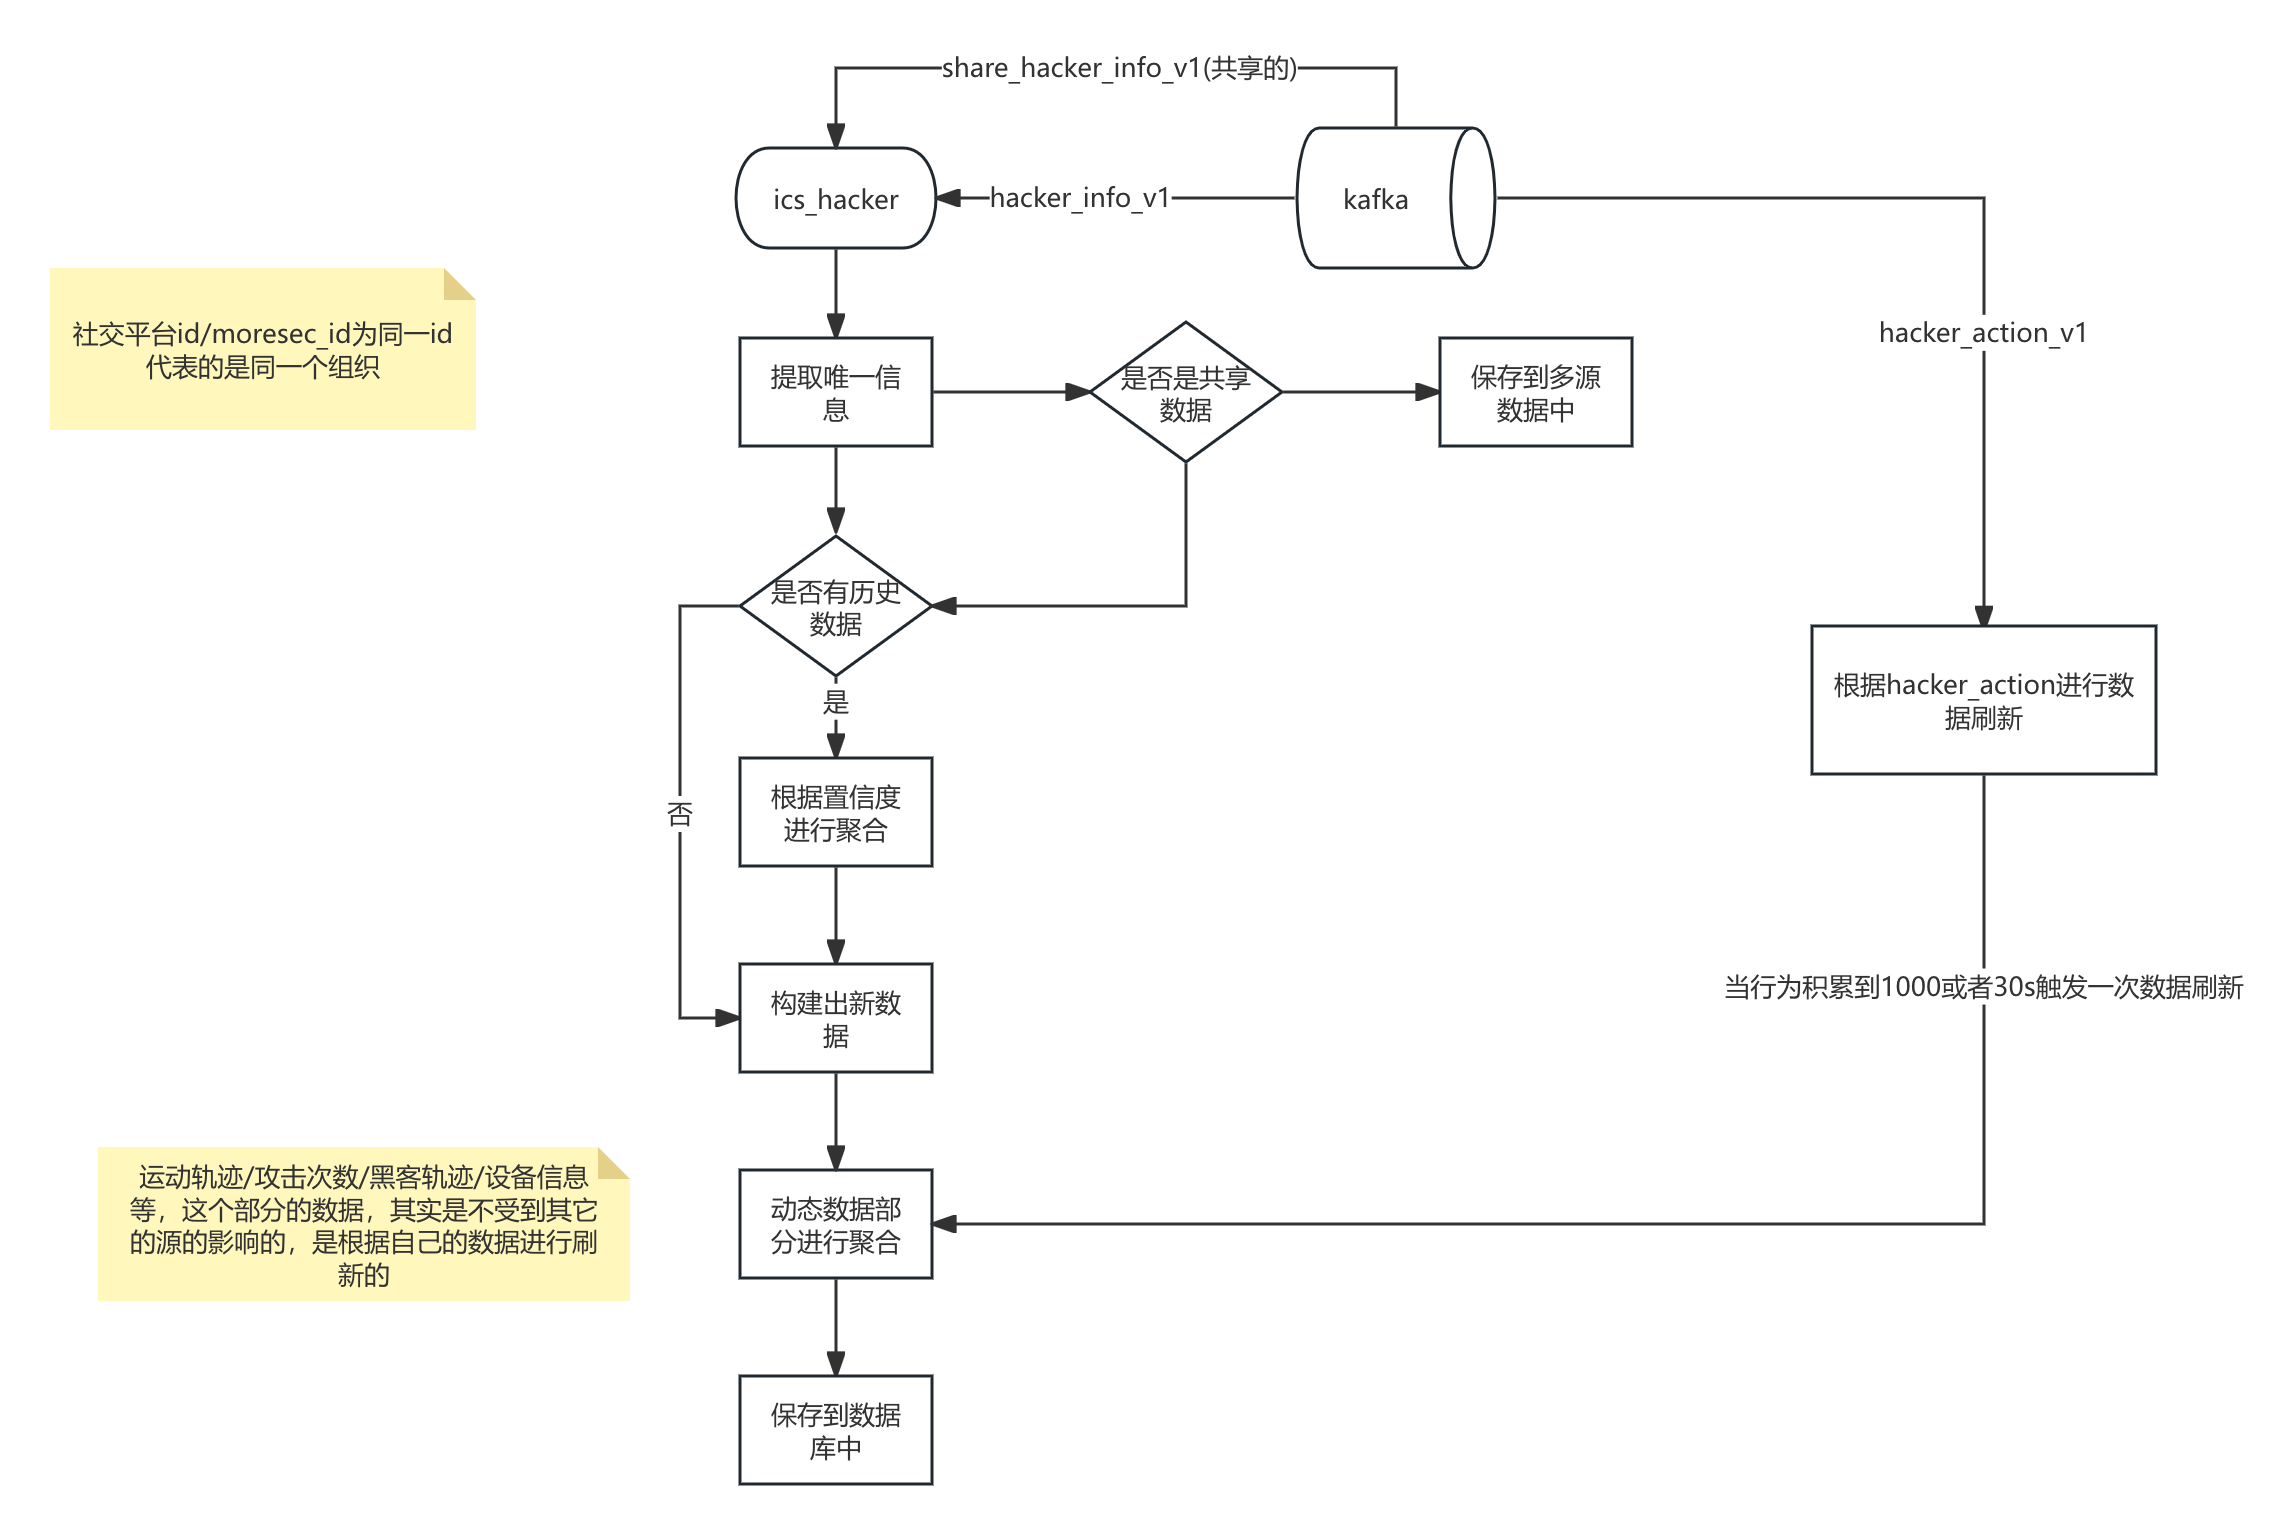 share_hacker_info_v1(共享的)
ics_hacker
hacker_info_v1
kafka
社交平台id/moresec_id为同一id
代表的是同一个组织
hacker_action_v1
提取唯一信
息
是否是共享
数据
保存到多源
数据中
是否有历史
数据
是
根据hacker_action进行数
据刷新
否
根据置信度
进行聚合
当行为积累到1000或者30s触发一次数据刷新
构建出新数
据
运动轨迹/攻击次数/黑客轨迹/设备信息
等，这个部分的数据，其实是不受到其它
的源的影响的，是根据自己的数据进行刷
新的
动态数据部
分进行聚合
保存到数据
库中